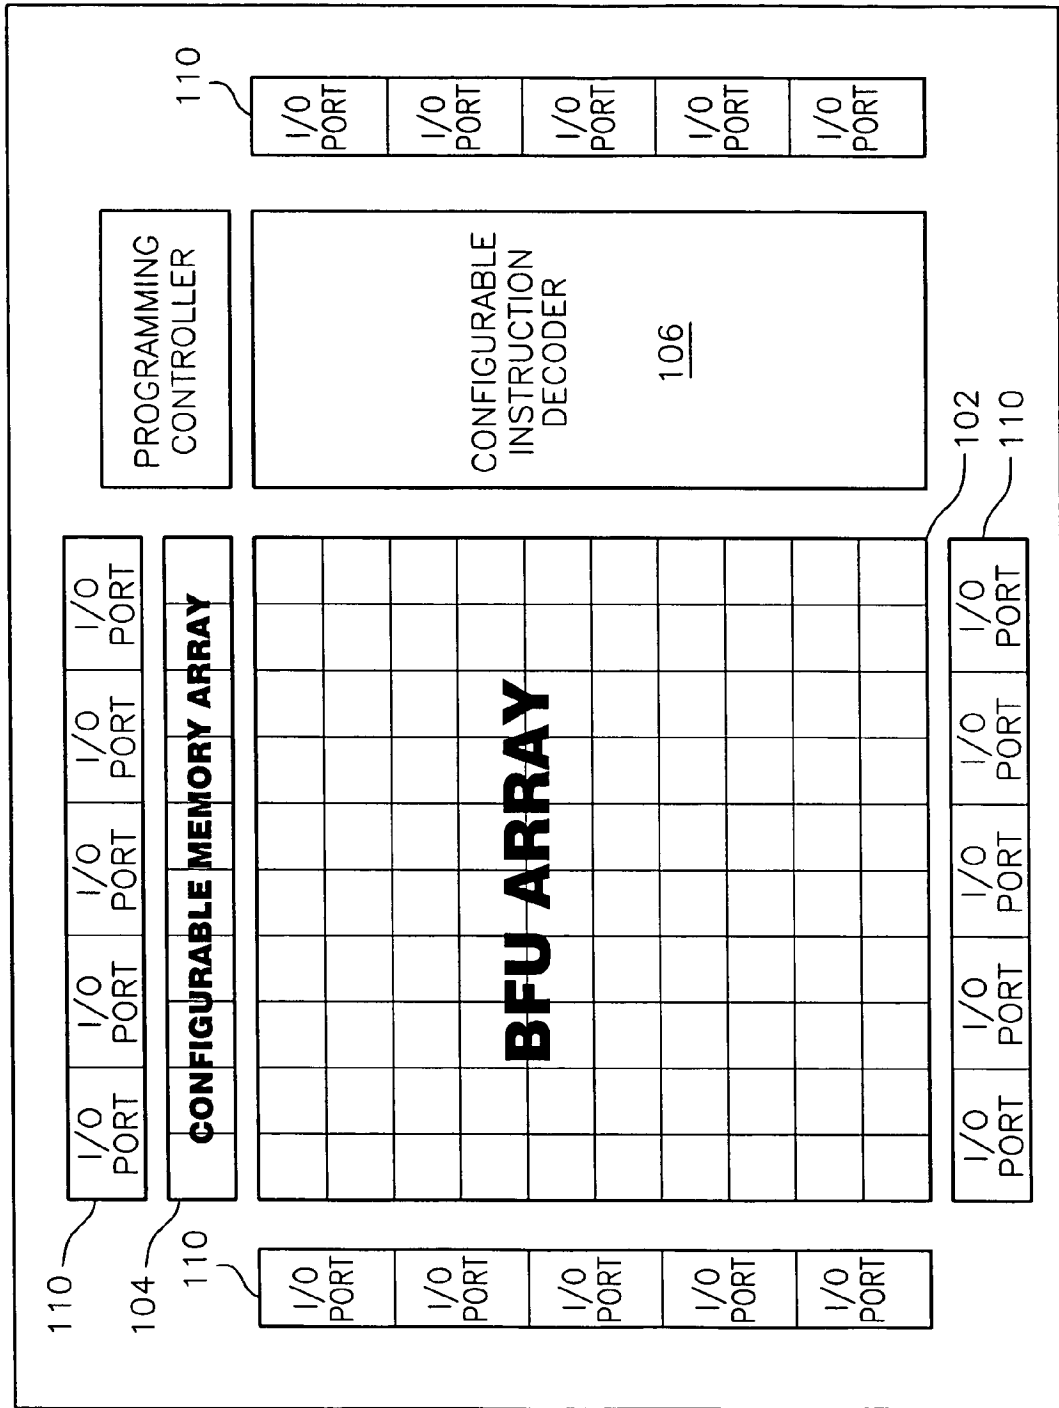 110
I/O
PORT
I/O
PORT
I/O
PORT
I/O
PORT
I/O
PORT
104
CONFIGURABLE MEMORY ARRAY
PROGRAMMING
CONTROLLER
110
110
I/O
PORT
I/O
PORT
I/O
PORT
I/O
PORT
I/O
PORT
BFU ARRAY
CONFIGURABLE
INSTRUCTION
DECODER
106
I/O
PORT
I/O
PORT
I/O
PORT
I/O
PORT
I/O
PORT
102
110
I/O
PORT
I/O
PORT
I/O
PORT
I/O
PORT
I/O
PORT